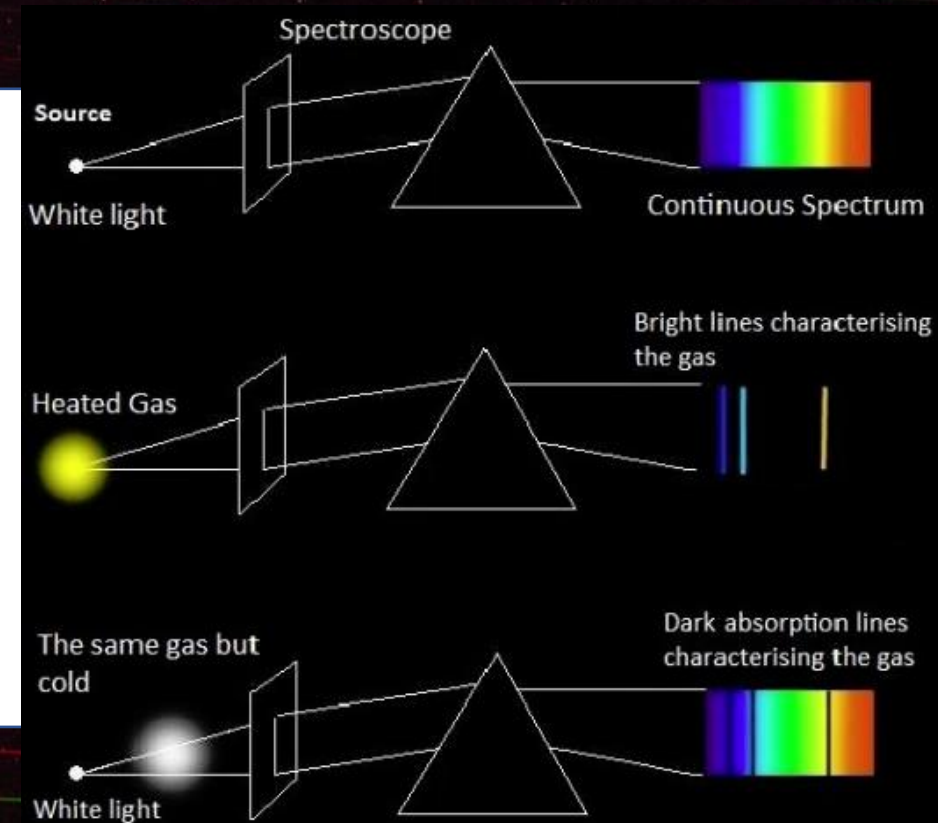 Spectroscope
Source
White light
Continuous Spectrum
Bright lines characterising
the gas
Heated Gas
Dark absorption lines
characterising the gas
The same gas but
cold
White light